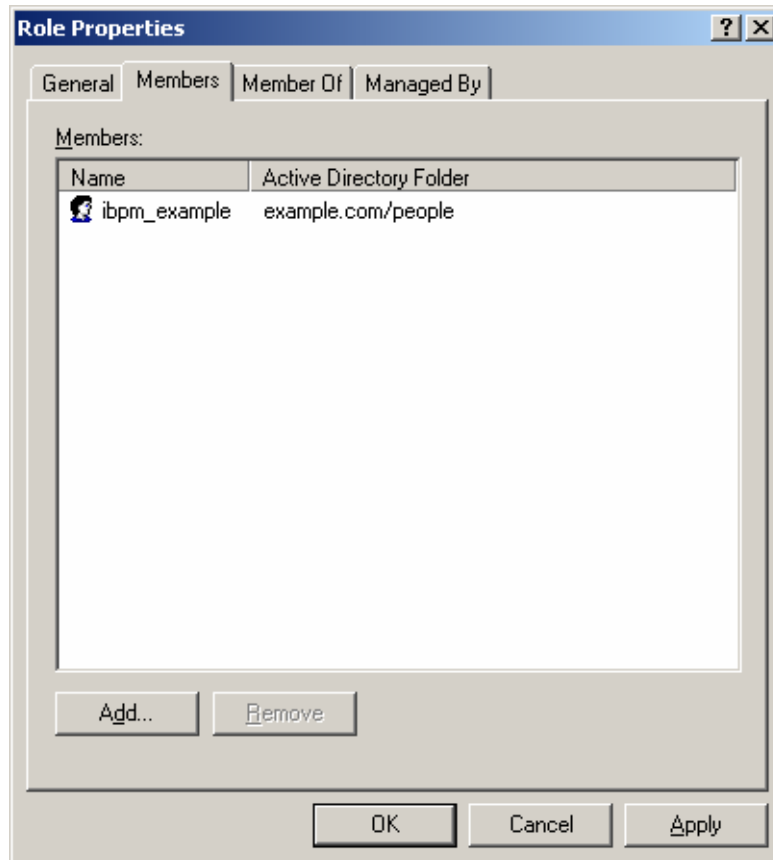 Role Properties
General Members Member Of Managed By
Members:
Name Active Directory Folder
ibpm_example example.com/people
Add... Remove
OK Cancel Apply